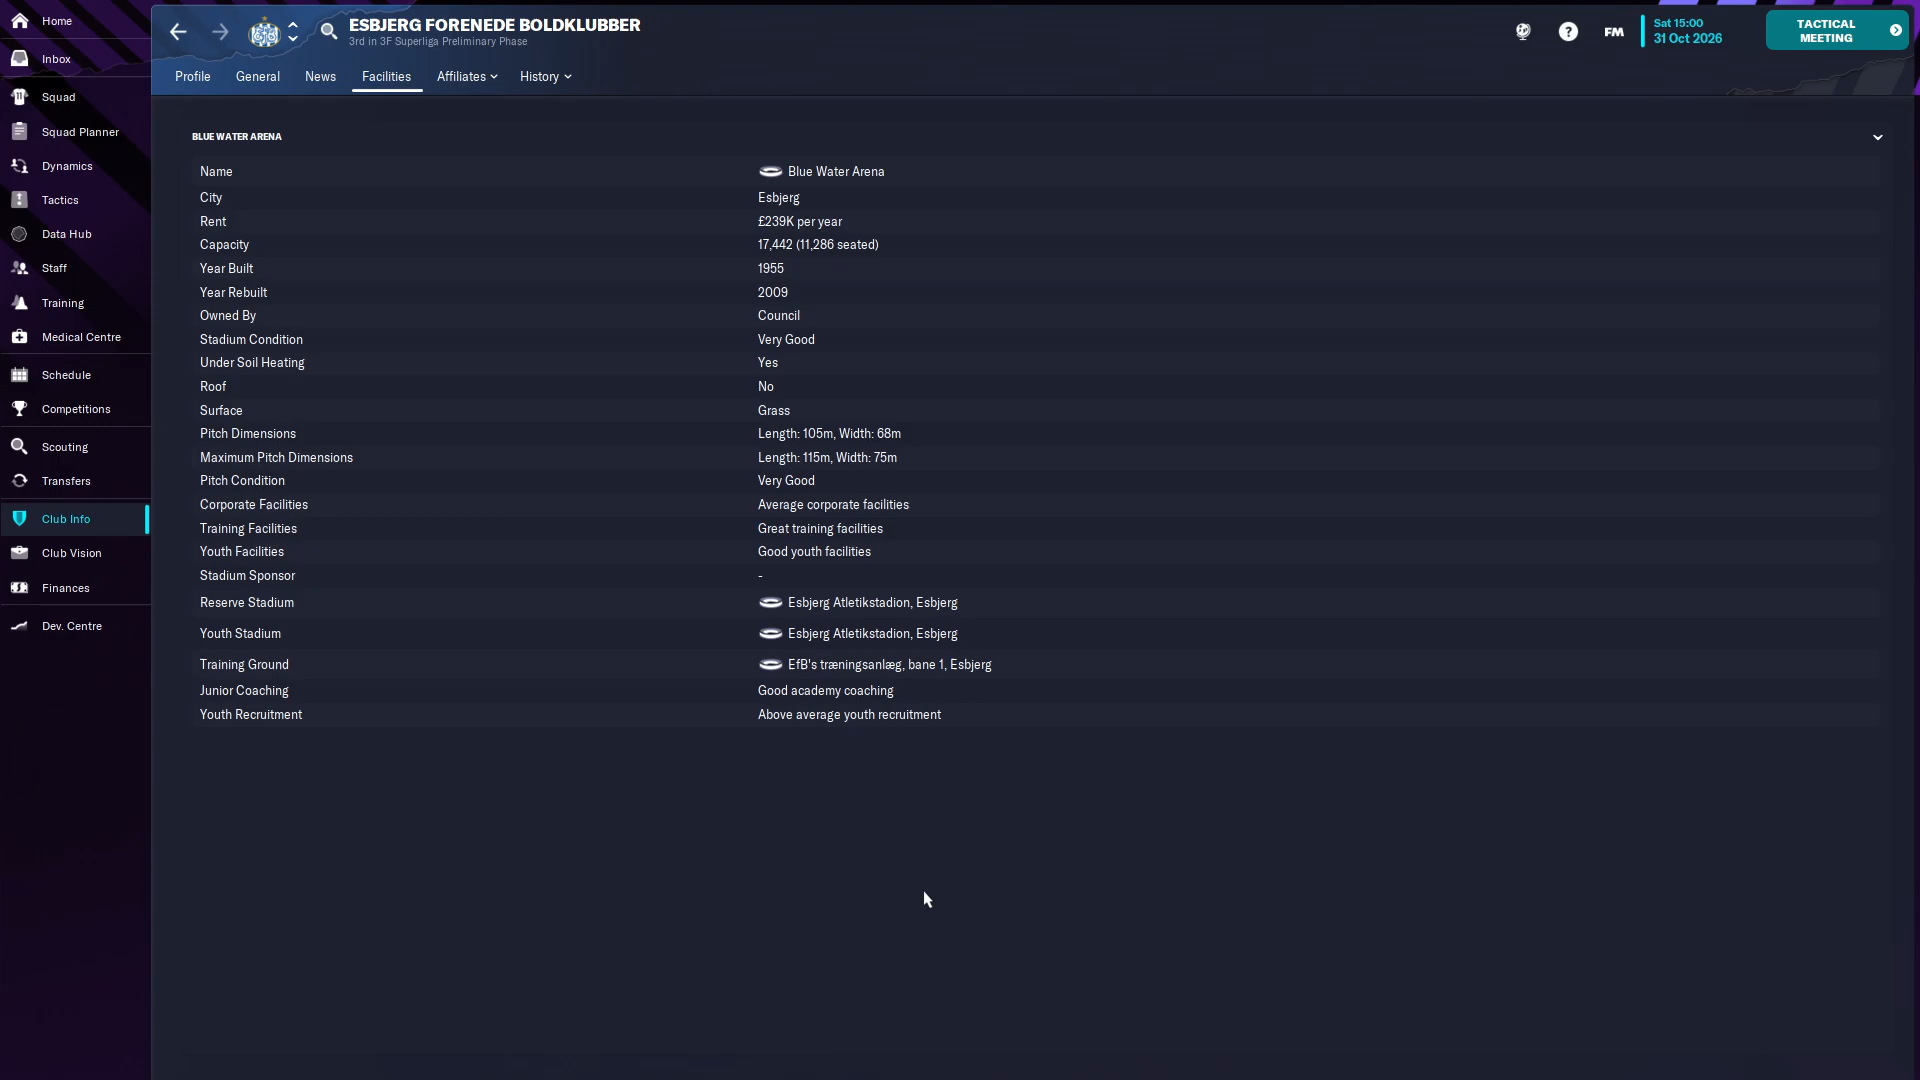 Home
Inbox
Squad
Squad Planner
Dynamics
Tactics
Data Hub
Staff
Training
Medical Centre
Schedule
Competitions
Scouting
Transfers
Club Info
Club Vision
Finances
Dev. Centre
ESBJERG FORENEDE BOLDKLUBBER
3rd in 3F Superliga Preliminary Phase
FM
Sat 15:00
31 Oct 2026
TACTICAL
MEETING
Profile General News Facilities Affiliates History
BLUE WATER ARENA
Name Blue Water Arena
City Esbjerg
Rent £239K per year
Capacity 17,442 (11,286 seated)
Year Built 1955
Year Rebuilt 2009
Owned By Council
Stadium Condition Very Good
Under Soil Heating Yes
Roof No
Surface Grass
Pitch Dimensions Length: 105m, Width: 68m
Maximum Pitch Dimensions Length: 115m, Width: 75m
Pitch Condition Very Good
Corporate Facilities Average corporate facilities
Training Facilities Great training facilities
Youth Facilities Good youth facilities
Stadium Sponsor -
Reserve Stadium Esbjerg Atletikstadion, Esbjerg
Youth Stadium Esbjerg Atletikstadion, Esbjerg
Training Ground EfB's træningsanlæg, bane 1, Esbjerg
Junior Coaching Good academy coaching
Youth Recruitment Above average youth recruitment